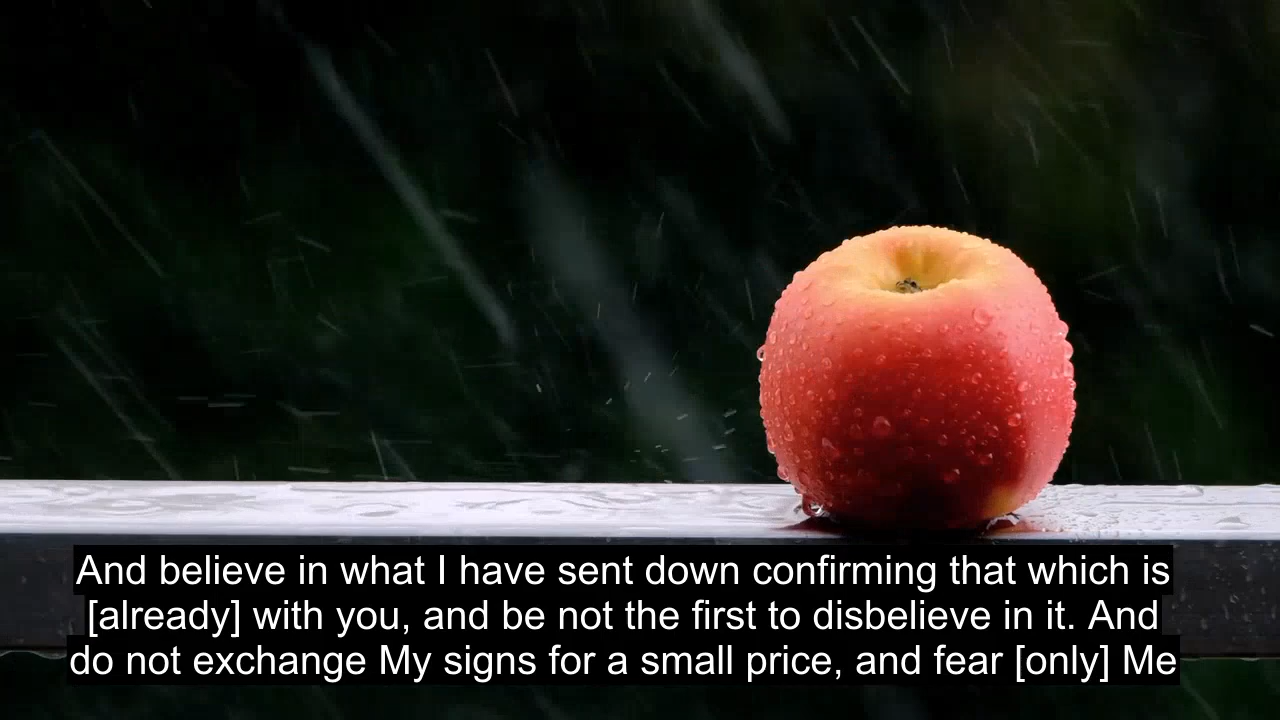 And believe in what I have sent down confirming that which is
[already] with you, and be not the first to disbelieve in it. And
do not exchange My signs for a small price, and fear [only] Me